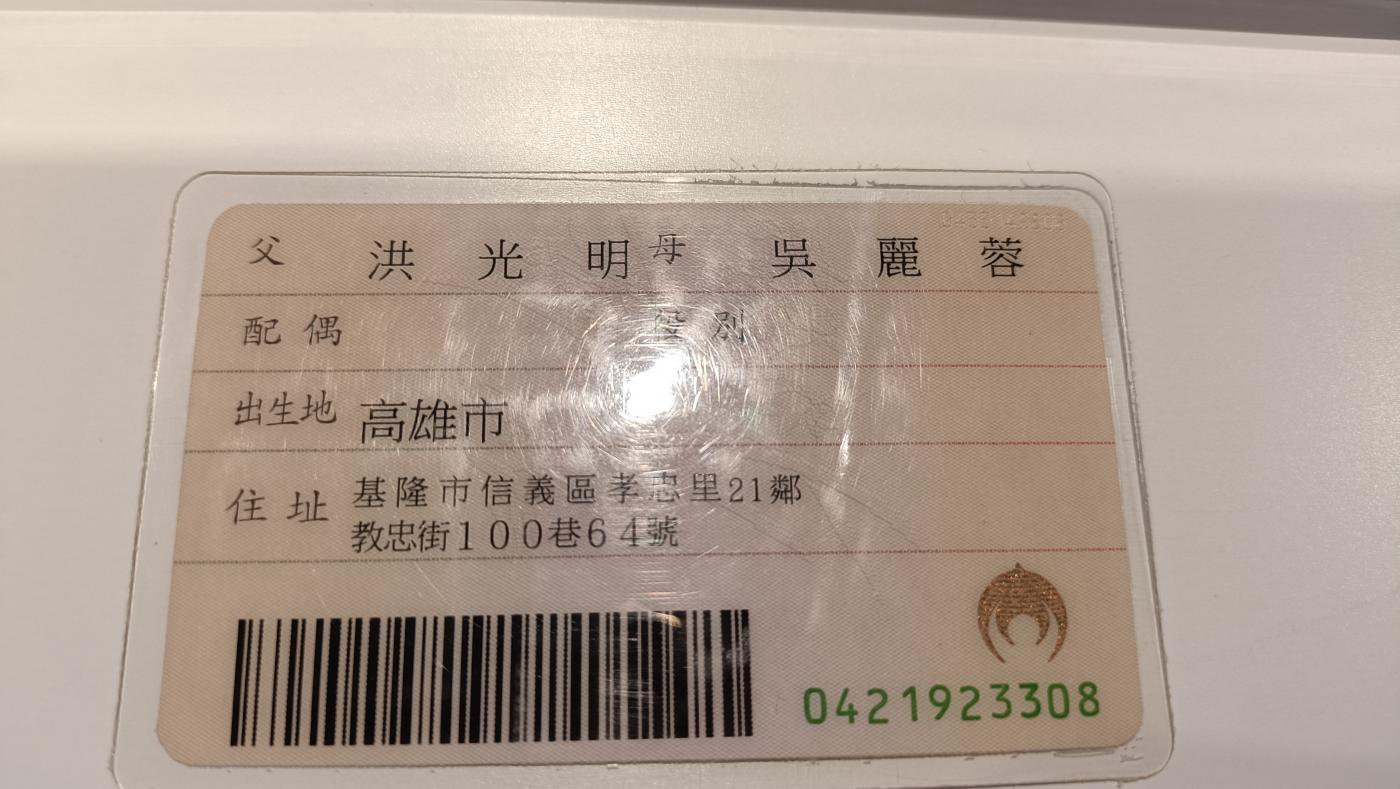 父 洪光明 母 吳麗蓉
配偶 役別
出生地 高雄市
住址 基隆市信義區孝忠里21鄰
教忠街100巷64號
0421923308